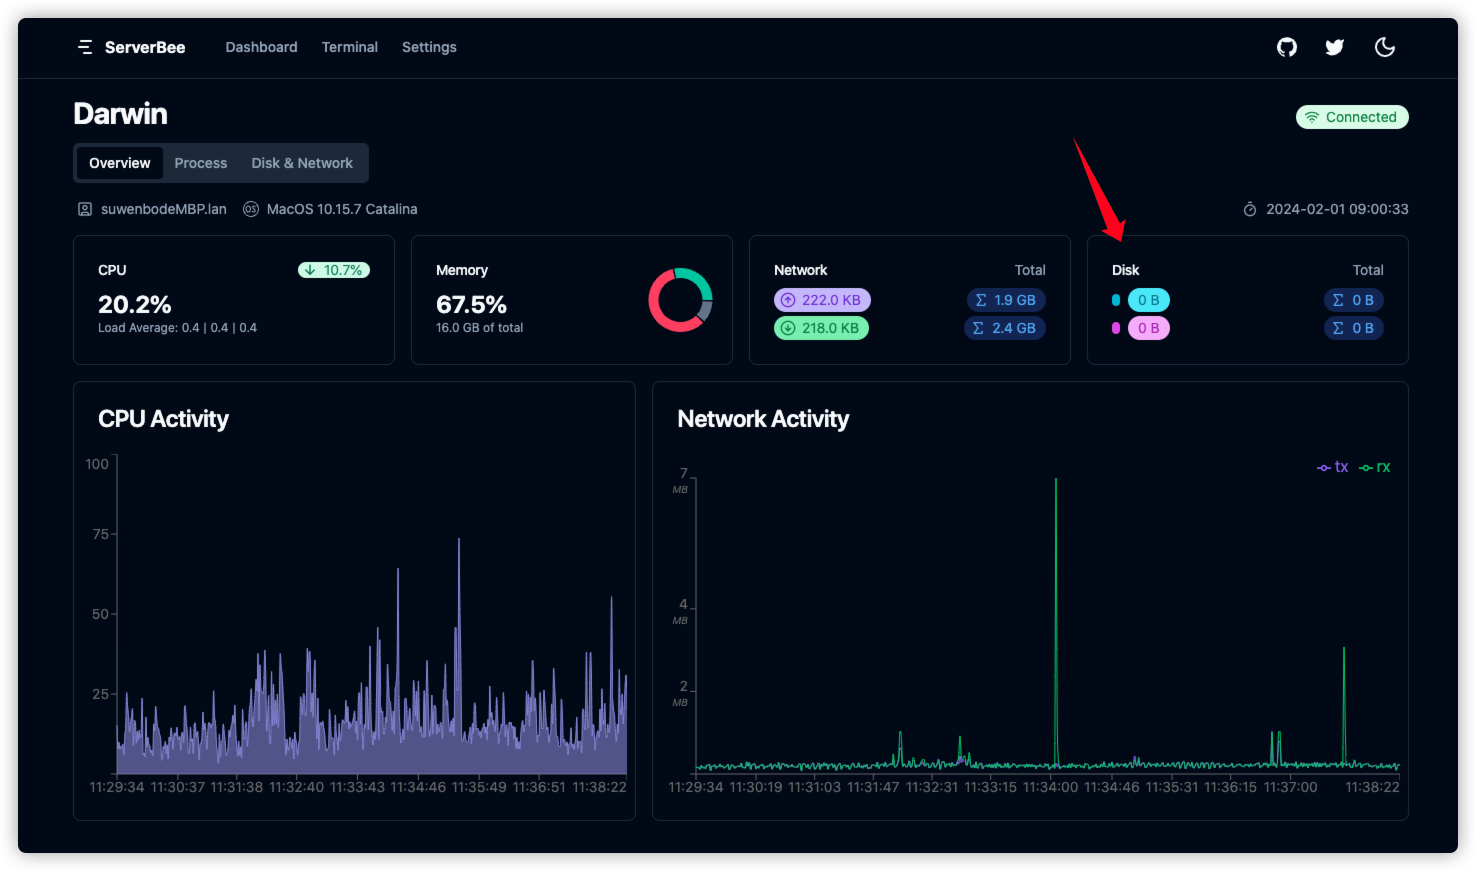 ServerBee Dashboard Terminal Settings
Darwin
Connected
Overview Process Disk & Network
suwenbodeMBP.lan OS MacOS 10.15.7 Catalina 2024-02-01 09:00:33
CPU 10.7%
20.2%
Load Average: 0.4 | 0.4 | 0.4
Memory
67.5%
16.0 GB of total
Network Total
222.0 KB Σ 1.9 GB
218.0 KB Σ 2.4 GB
Disk Total
0 B Σ 0 B
0 B Σ 0 B
CPU Activity
100
75
50
25
11:29:34 11:30:37 11:31:38 11:32:40 11:33:43 11:34:46 11:35:49 11:36:51 11:38:22
Network Activity
tx rx
7
MB
4
MB
2
MB
11:29:34 11:30:19 11:31:03 11:31:47 11:32:31 11:33:15 11:34:00 11:34:46 11:35:31 11:36:15 11:37:00 11:38:22